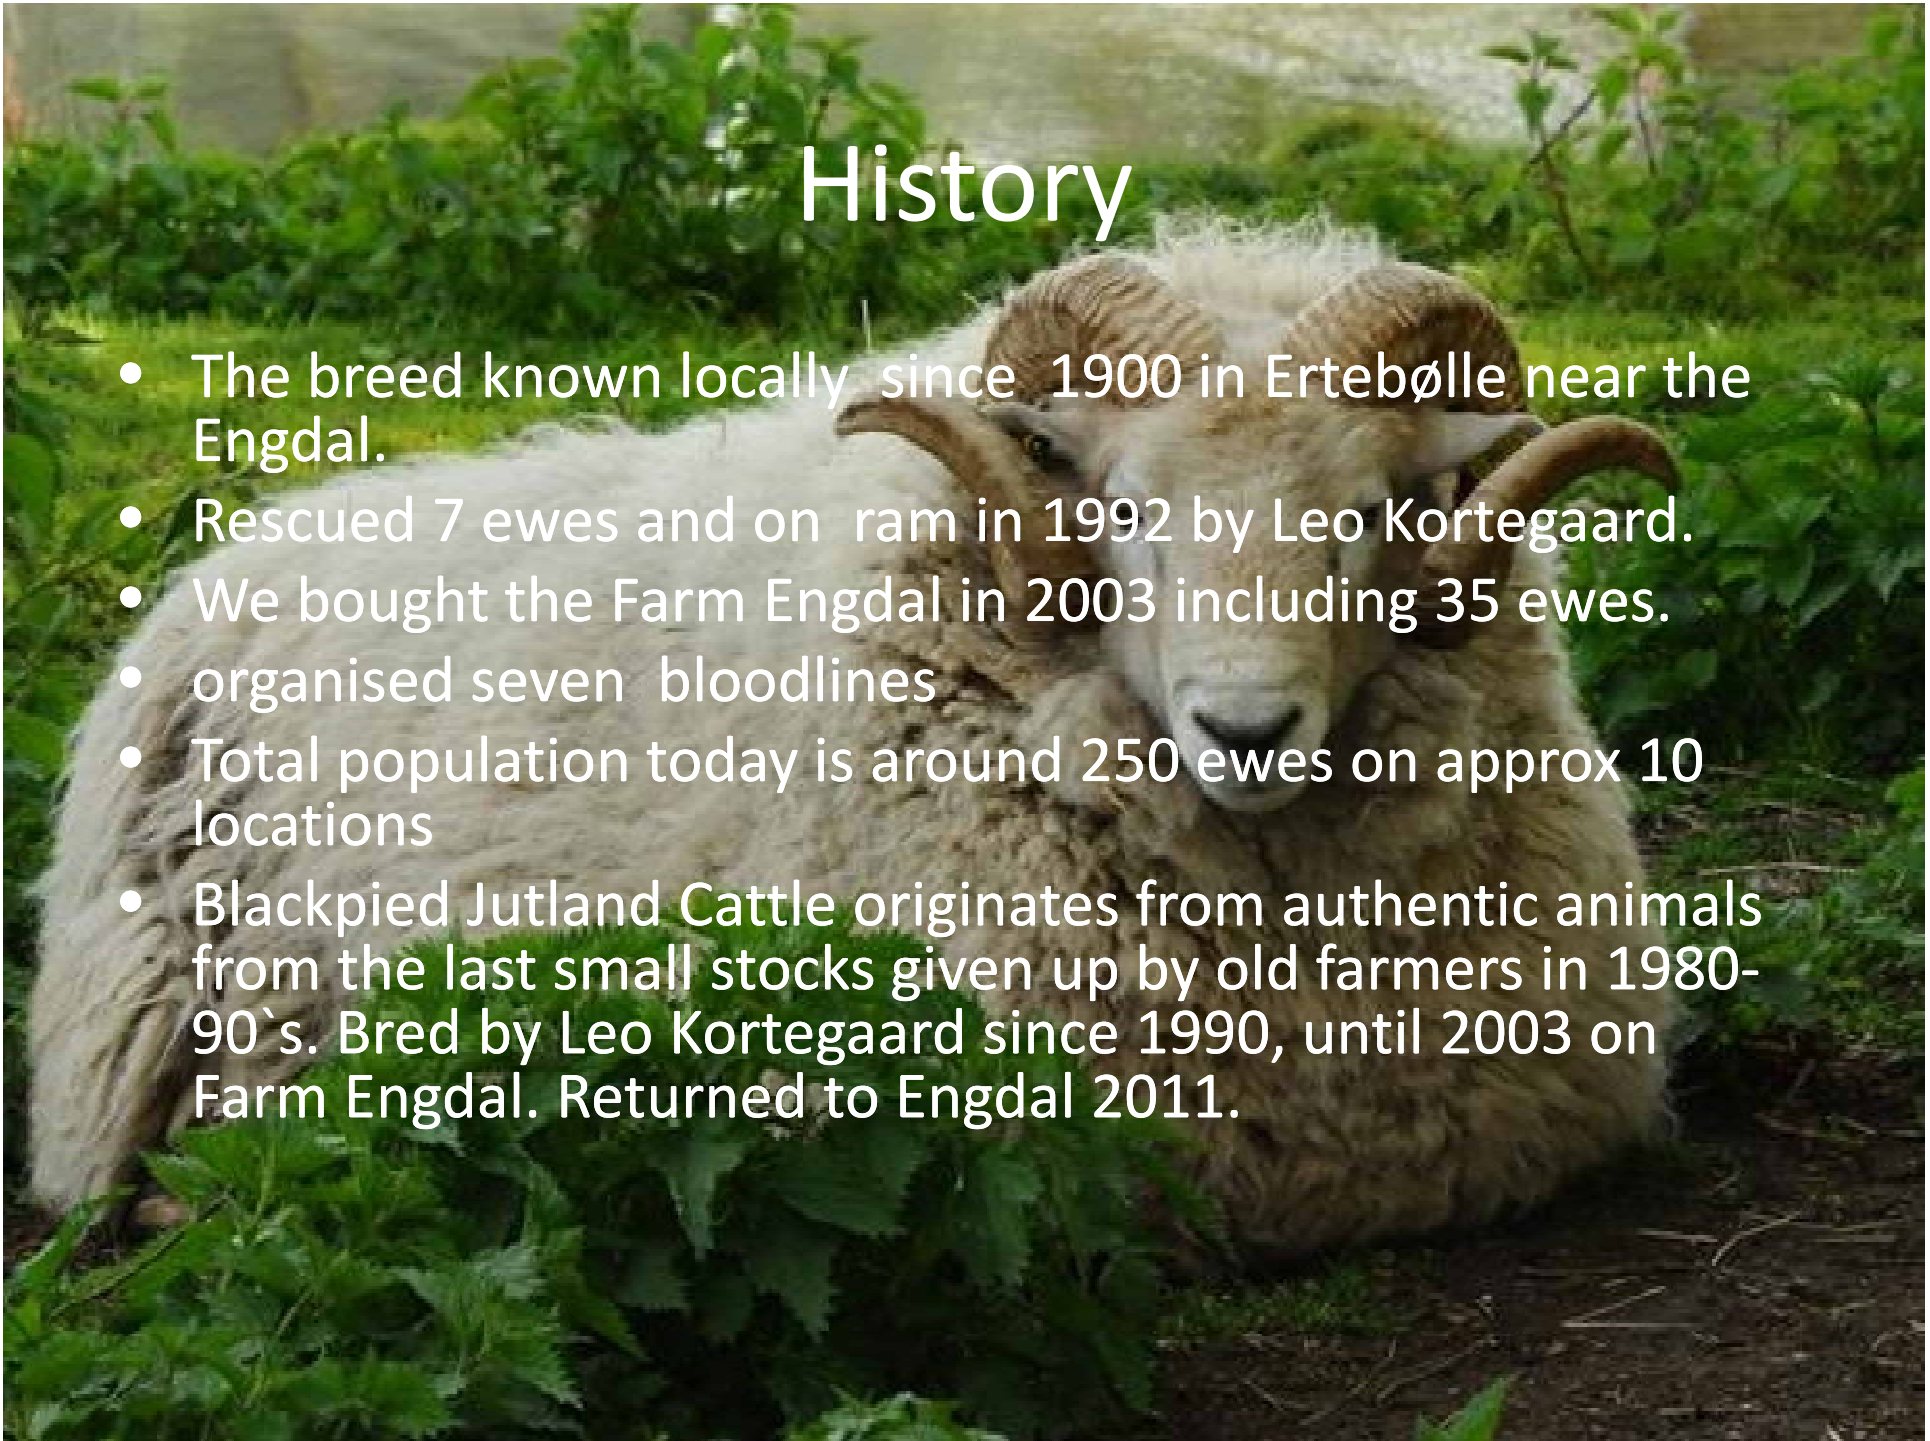 History
• The breed known locally  since  1900 in Ertebølle near the
Engdal.
• Rescued 7 ewes and on  ram in 1992 by Leo Kortegaard.
• We bought the Farm Engdal in 2003 including 35 ewes.
• organised seven  bloodlines
• Total population today is around 250 ewes on approx 10
locations
• Blackpied Jutland Cattle originates from authentic animals
from the last small stocks given up by old farmers in 1980-
90`s. Bred by Leo Kortegaard since 1990, until 2003 on
Farm Engdal. Returned to Engdal 2011.